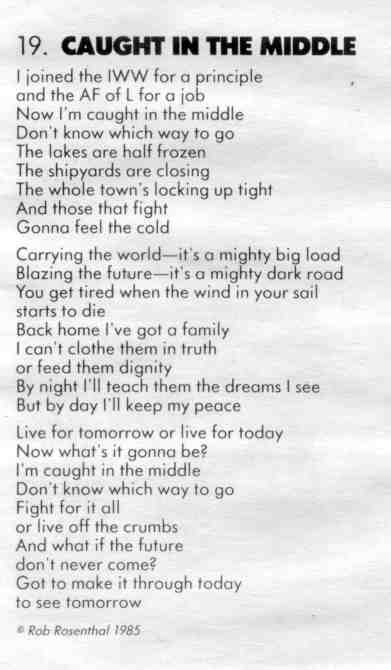 19. CAUGHT IN THE MIDDLE
I joined the IWW for a principle
and the AF of L for a job
Now I'm caught in the middle
Don't know which way to go
The lakes are half frozen
The shipyards are closing
The whole town's locking up tight
And those that fight
Gonna feel the cold
Carrying the world—it's a mighty big load
Blazing the future—it's a mighty dark road
You get tired when the wind in your sail
starts to die
Back home I've got a family
I can't clothe them in truth
or feed them dignity
By night I'll teach them the dreams I see
But by day I'll keep my peace
Live for tomorrow or live for today
Now what's it gonna be?
I'm caught in the middle
Don't know which way to go
Fight for it all
or live off the crumbs
And what if the future
don't never come?
Got to make it through today
to see tomorrow
© Rob Rosenthal 1985